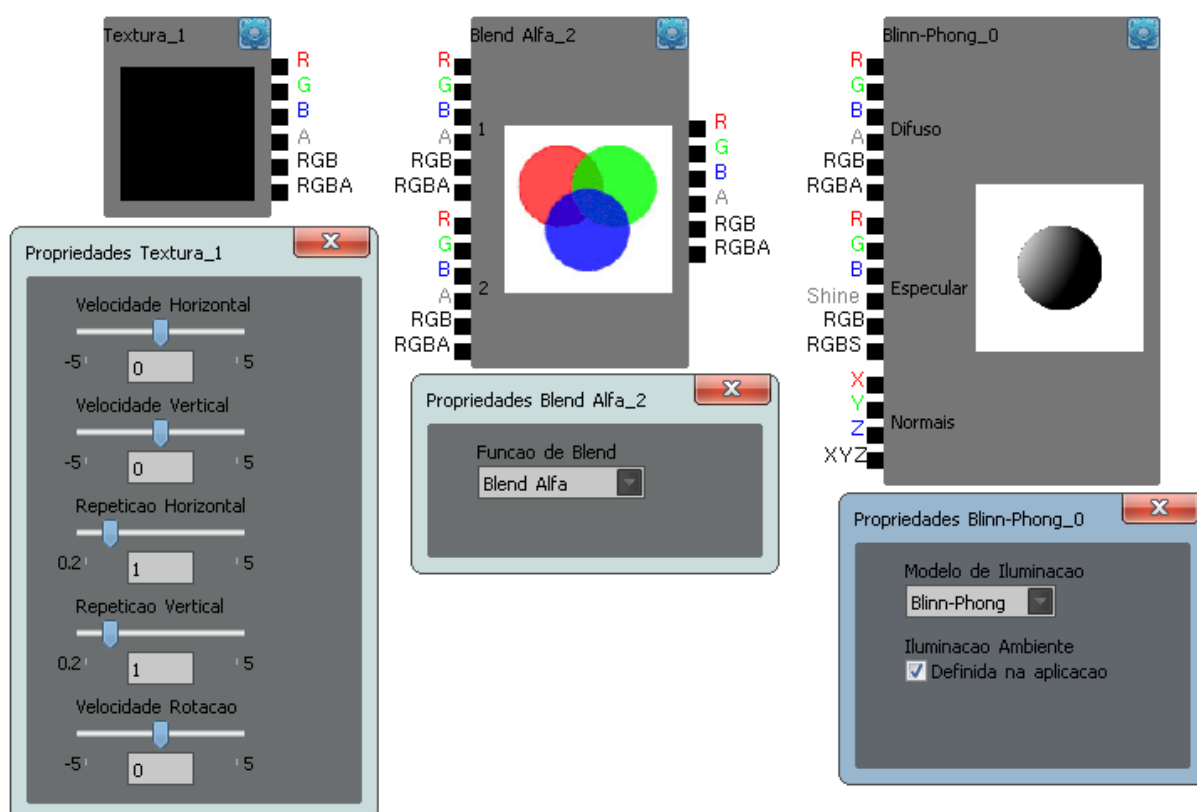 Textura_1
R
G
B
A
RGB
RGBA
Propriedades Textura_1
Velocidade Horizontal
-5 0 5
Velocidade Vertical
-5 0 5
Repeticao Horizontal
0.2 1 5
Repeticao Vertical
0.2 1 5
Velocidade Rotacao
-5 0 5
Blend Alfa_2
R
G
B
1
A
RGB
RGBA
R
G
B
2
A
RGB
RGBA
R
G
B
A
RGB
RGBA
Propriedades Blend Alfa_2
Funcao de Blend
Blend Alfa
Blinn-Phong_0
R
G
B
A Difuso
RGB
RGBA
R
G
B
Shine Especular
RGB
RGBS
X
Y
Z Normais
XYZ
Propriedades Blinn-Phong_0
Modelo de Iluminacao
Blinn-Phong
Iluminacao Ambiente
Definida na aplicacao